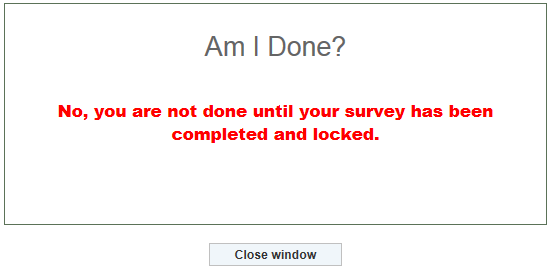 Am I Done?
No, you are not done until your survey has been
completed and locked.
Close window